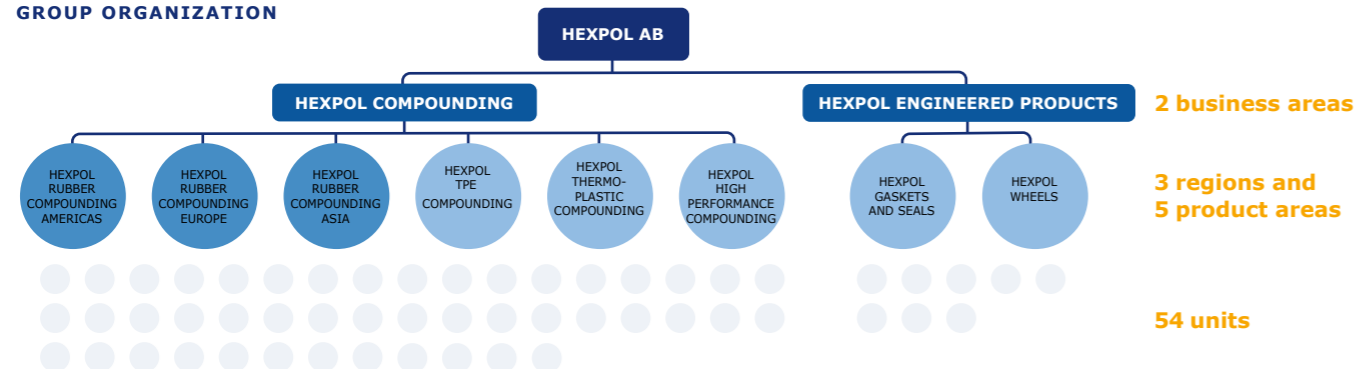 GROUP ORGANIZATION
HEXPOL AB
HEXPOL COMPOUNDING
HEXPOL ENGINEERED PRODUCTS
2 business areas
HEXPOL
RUBBER
COMPOUNDING
AMERICAS
HEXPOL
RUBBER
COMPOUNDING
EUROPE
HEXPOL
RUBBER
COMPOUNDING
ASIA
HEXPOL
TPE
COMPOUNDING
HEXPOL
THERMO-
PLASTIC
COMPOUNDING
HEXPOL
HIGH
PERFORMANCE
COMPOUNDING
HEXPOL
GASKETS
AND SEALS
HEXPOL
WHEELS
3 regions and
5 product areas
54 units